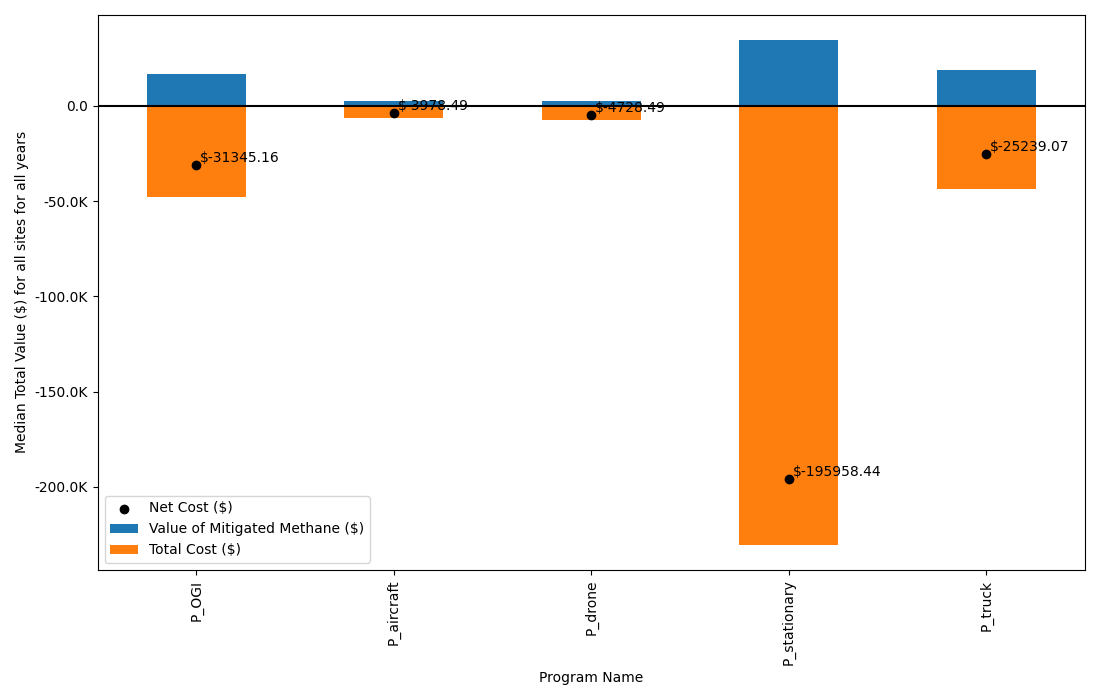 Median Total Value ($) for all sites for all years
0.0
-50.0K
-100.0K
-150.0K
-200.0K
$-31345.16
$-3978.49
$-4728.49
$-195958.44
$-25239.07
Net Cost ($)
Value of Mitigated Methane ($)
Total Cost ($)
P_OGI
P_aircraft
P_drone
P_stationary
P_truck
Program Name